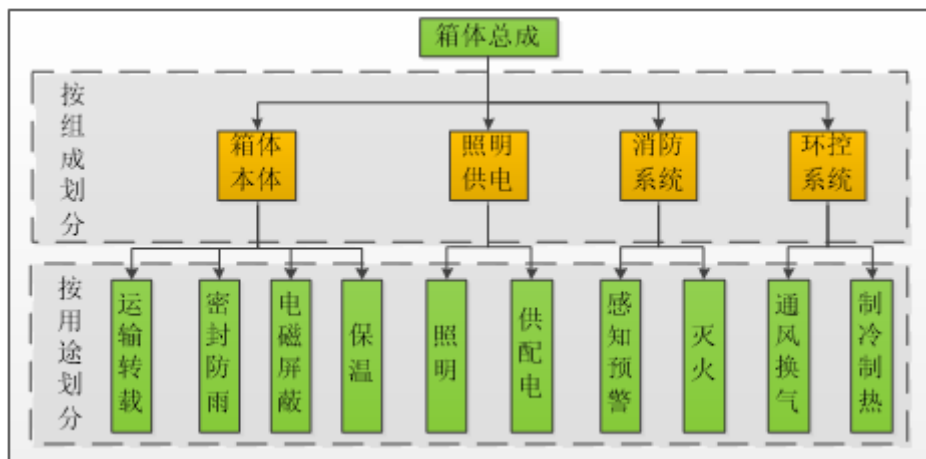 箱体总成
按组成划分
箱体
本体
照明
供电
消防
系统
环控
系统
按用途划分
运输转载
密封防雨
电磁屏蔽
保温
照明
供配电
感知预警
灭火
通风换气
制冷制热